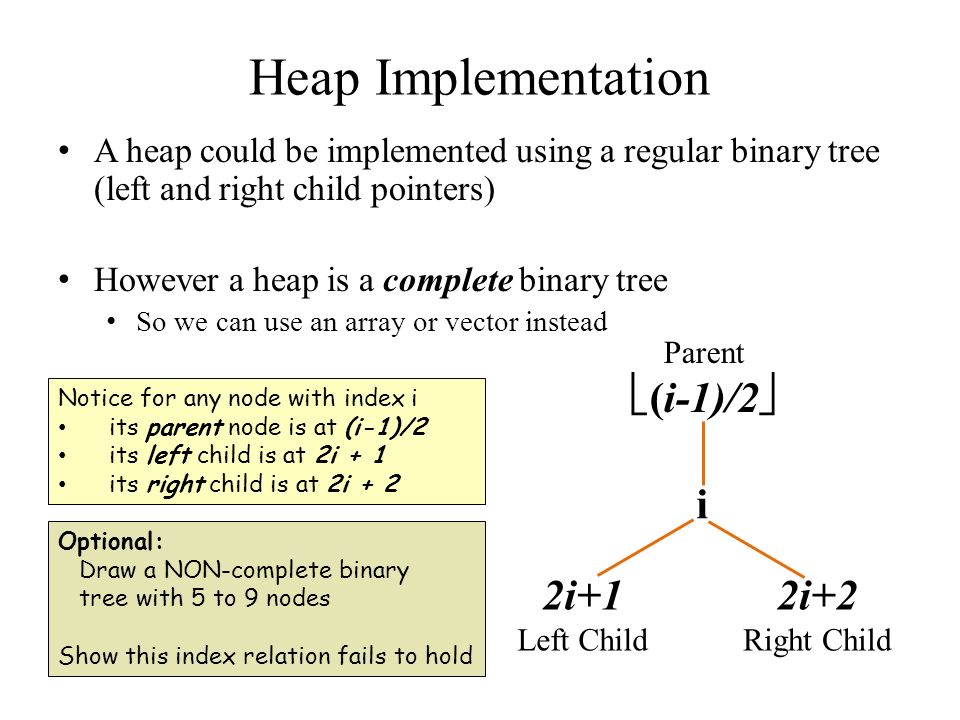 Heap Implementation
• A heap could be implemented using a regular binary tree
(left and right child pointers)
• However a heap is a complete binary tree
• So we can use an array or vector instead
Notice for any node with index i
• its parent node is at (i-1)/2
• its left child is at 2i + 1
• its right child is at 2i + 2
Optional:
Draw a NON-complete binary
tree with 5 to 9 nodes
Show this index relation fails to hold
Parent
⎣(i-1)/2⎦
i
2i+1 2i+2
Left Child Right Child